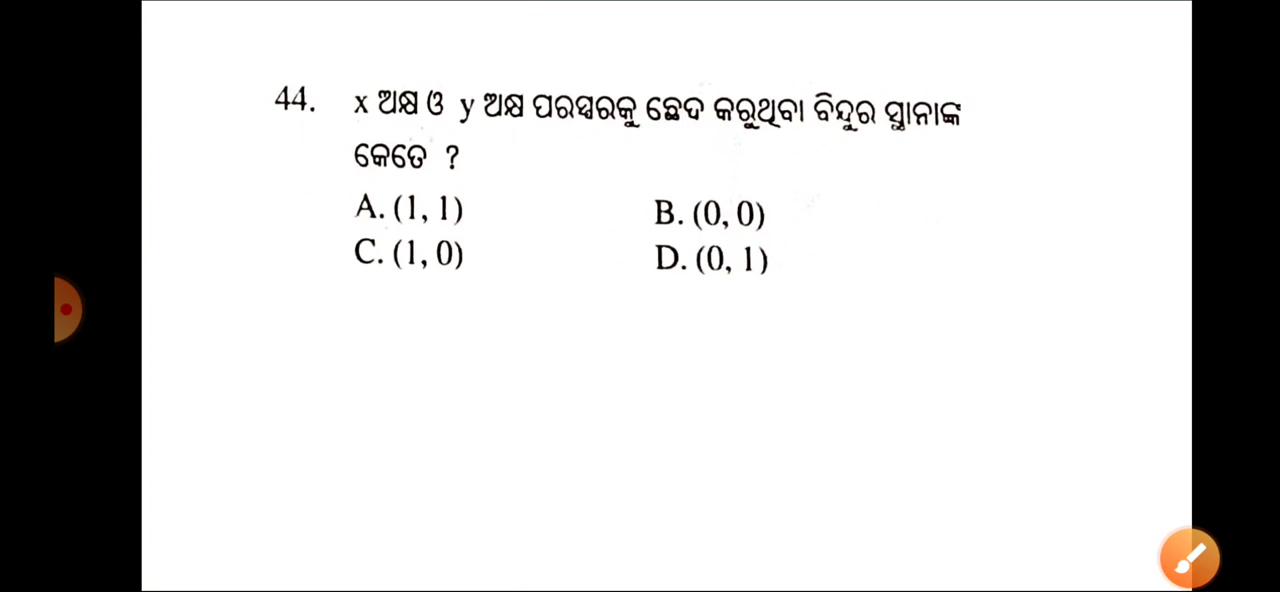 44. x ଅକ୍ଷ ଓ y ଅକ୍ଷ ପରସ୍ପରକୁ ଛେଦ କରୁଥିବା ବିନ୍ଦୁର ସ୍ଥାନାଙ୍କ
କେତେ ?
A. (1, 1) B. (0, 0)
C. (1, 0) D. (0, 1)